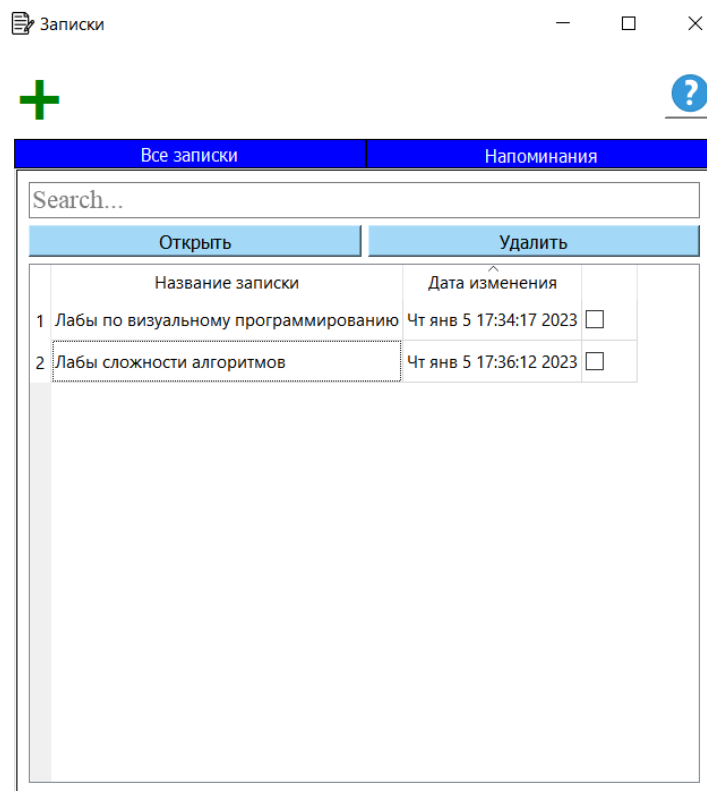 Записки
?
Все записки Напоминания
Search...
Открыть Удалить
Название записки Дата изменения
1 Лабы по визуальному программированию Чт янв 5 17:34:17 2023
2 Лабы сложности алгоритмов Чт янв 5 17:36:12 2023